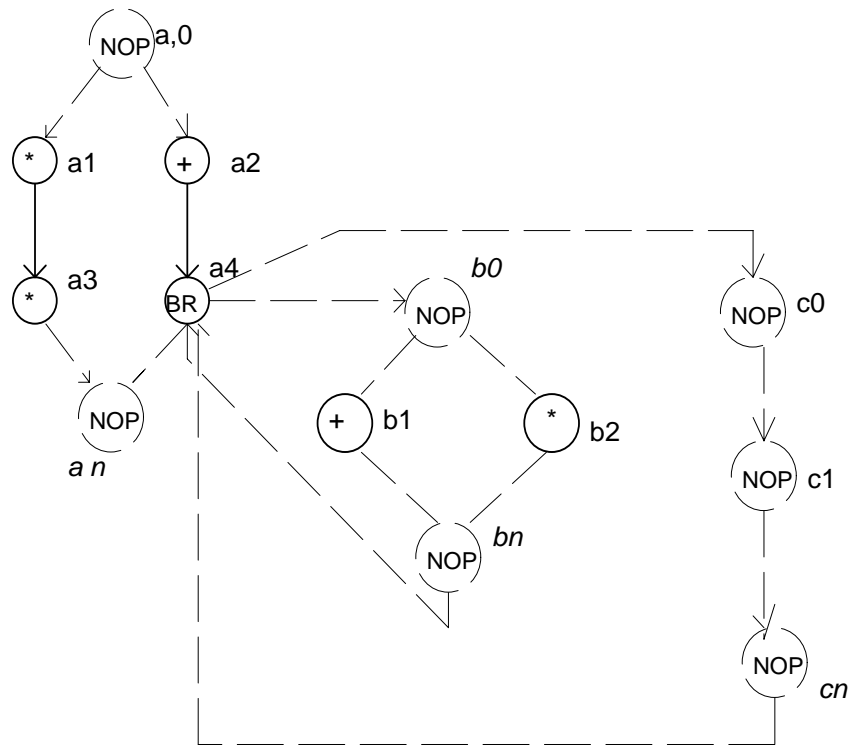 NOP a,0
* a1
+ a2
a4
a3
*
BR
b0
NOP
NOP c0
NOP
a n
+ b1
*
b2
NOP c1
bn
NOP
NOP
cn